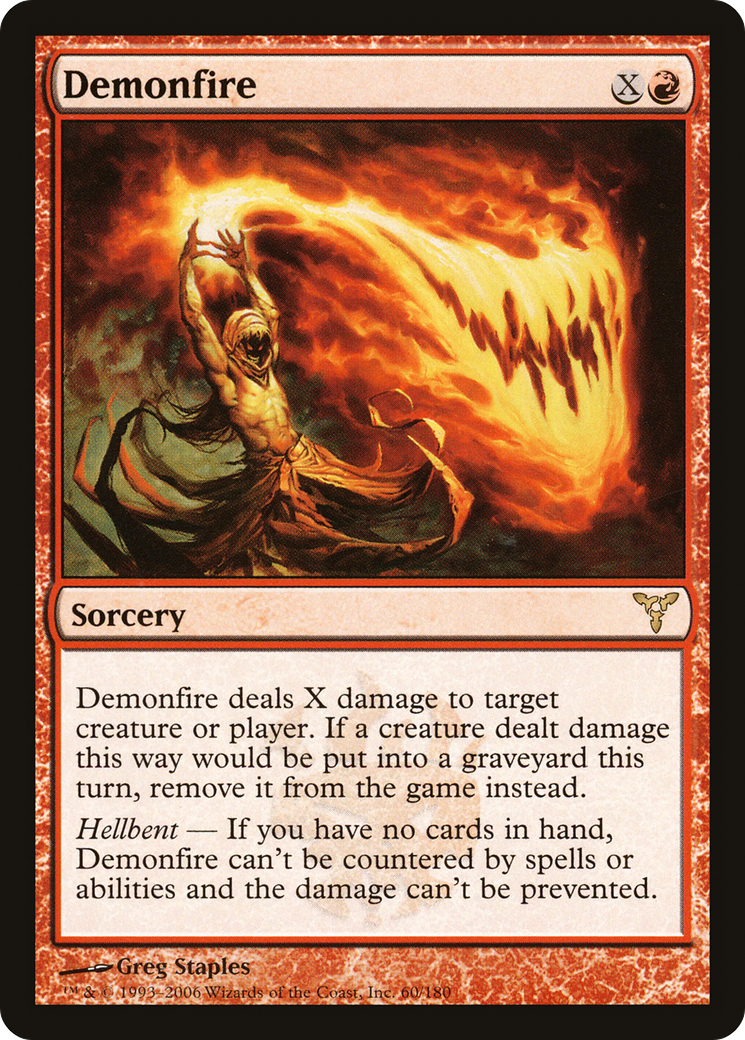 Demonfire X
Sorcery
Demonfire deals X damage to target
creature or player. If a creature dealt damage
this way would be put into a graveyard this
turn, remove it from the game instead.
Hellbent — If you have no cards in hand,
Demonfire can't be countered by spells or
abilities and the damage can't be prevented.
Greg Staples
™ & © 1993–2006 Wizards of the Coast, Inc. 60/180